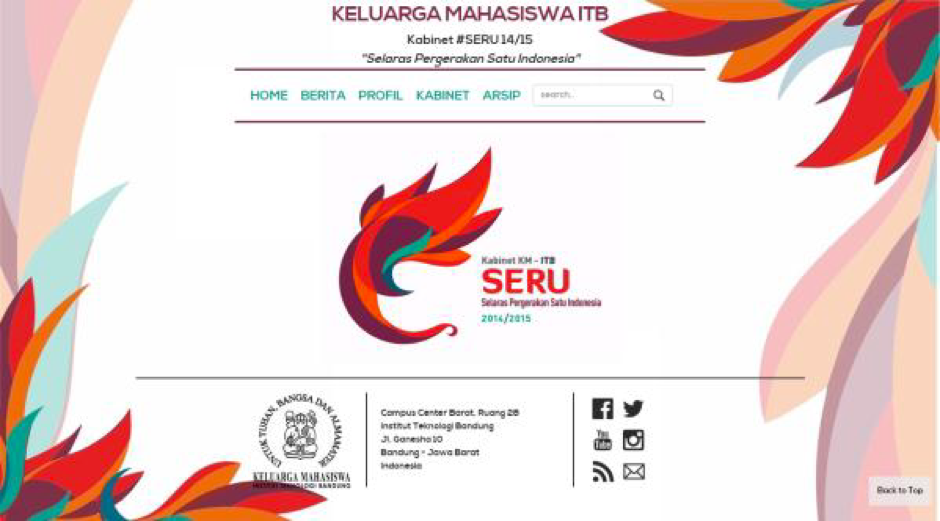 KELUARGA MAHASISWA ITB
Kabinet #SERU 14/15
"Selaras Pergerakan Satu Indonesia"
HOME BERITA PROFIL KABINET ARSIP search..
Kabinet KM - ITB
SERU
Selaras Pergerakan Satu Indonesia
2014/2015
UNTUK TUHAN, BANGSA DAN ALMAMATER
KELUARGA MAHASISWA
INSTITUT TEKNOLOGI BANDUNG
Campus Center Barat, Ruang 28
Institut Teknologi Bandung
Jl. Ganesha 10
Bandung - Jawa Barat
Indonesia
You
Tube
Back to Top